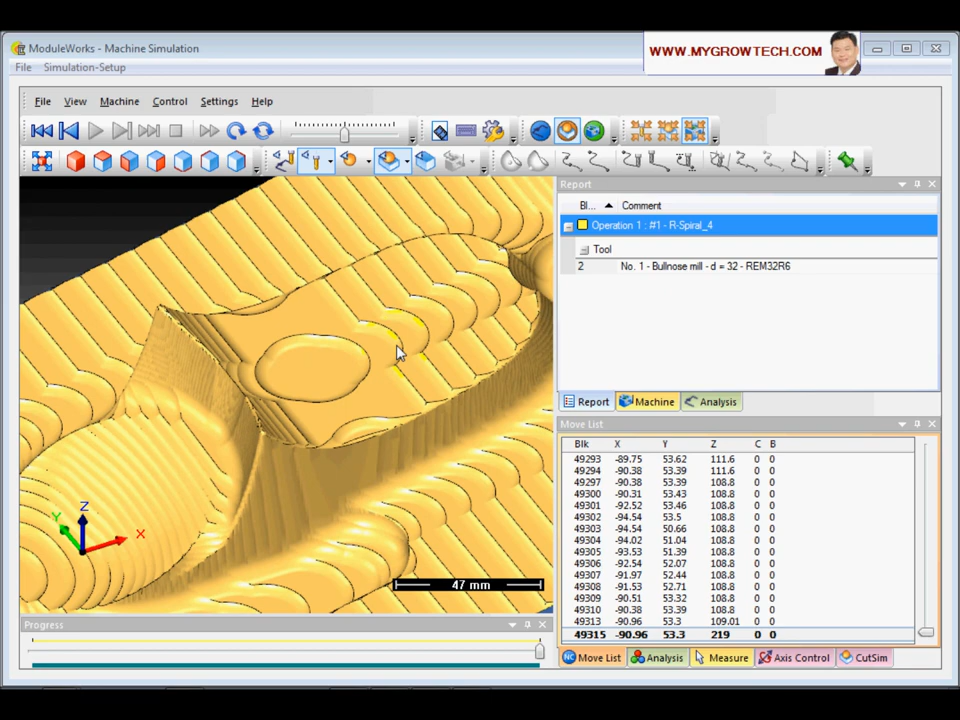 ModuleWorks - Machine Simulation
WWW.MYGROWTECH.COM
File Simulation-Setup
File View Machine Control Settings Help
Report
Bl... Comment
Operation 1 : #1 - R-Spiral_4
Tool
2 No. 1 - Bullnose mill - d = 32 - REM32R6
Report Machine Analysis
Move List
Blk X Y Z C B
49293 -89.75 53.62 111.6 0 0
49294 -90.38 53.39 111.6 0 0
49297 -90.38 53.39 108.8 0 0
49300 -90.31 53.43 108.8 0 0
49301 -92.52 53.46 108.8 0 0
49302 -94.54 53.5 108.8 0 0
49303 -94.54 50.66 108.8 0 0
49304 -94.02 51.04 108.8 0 0
49305 -93.53 51.39 108.8 0 0
49306 -92.54 52.07 108.8 0 0
49307 -91.97 52.44 108.8 0 0
49308 -91.53 52.71 108.8 0 0
49309 -90.51 53.32 108.8 0 0
49310 -90.38 53.39 108.8 0 0
49313 -90.96 53.3 109.01 0 0
49315 -90.96 53.3 219 0 0
Z
Y
X
47 mm
Progress
NC Move List Analysis Measure Axis Control CutSim